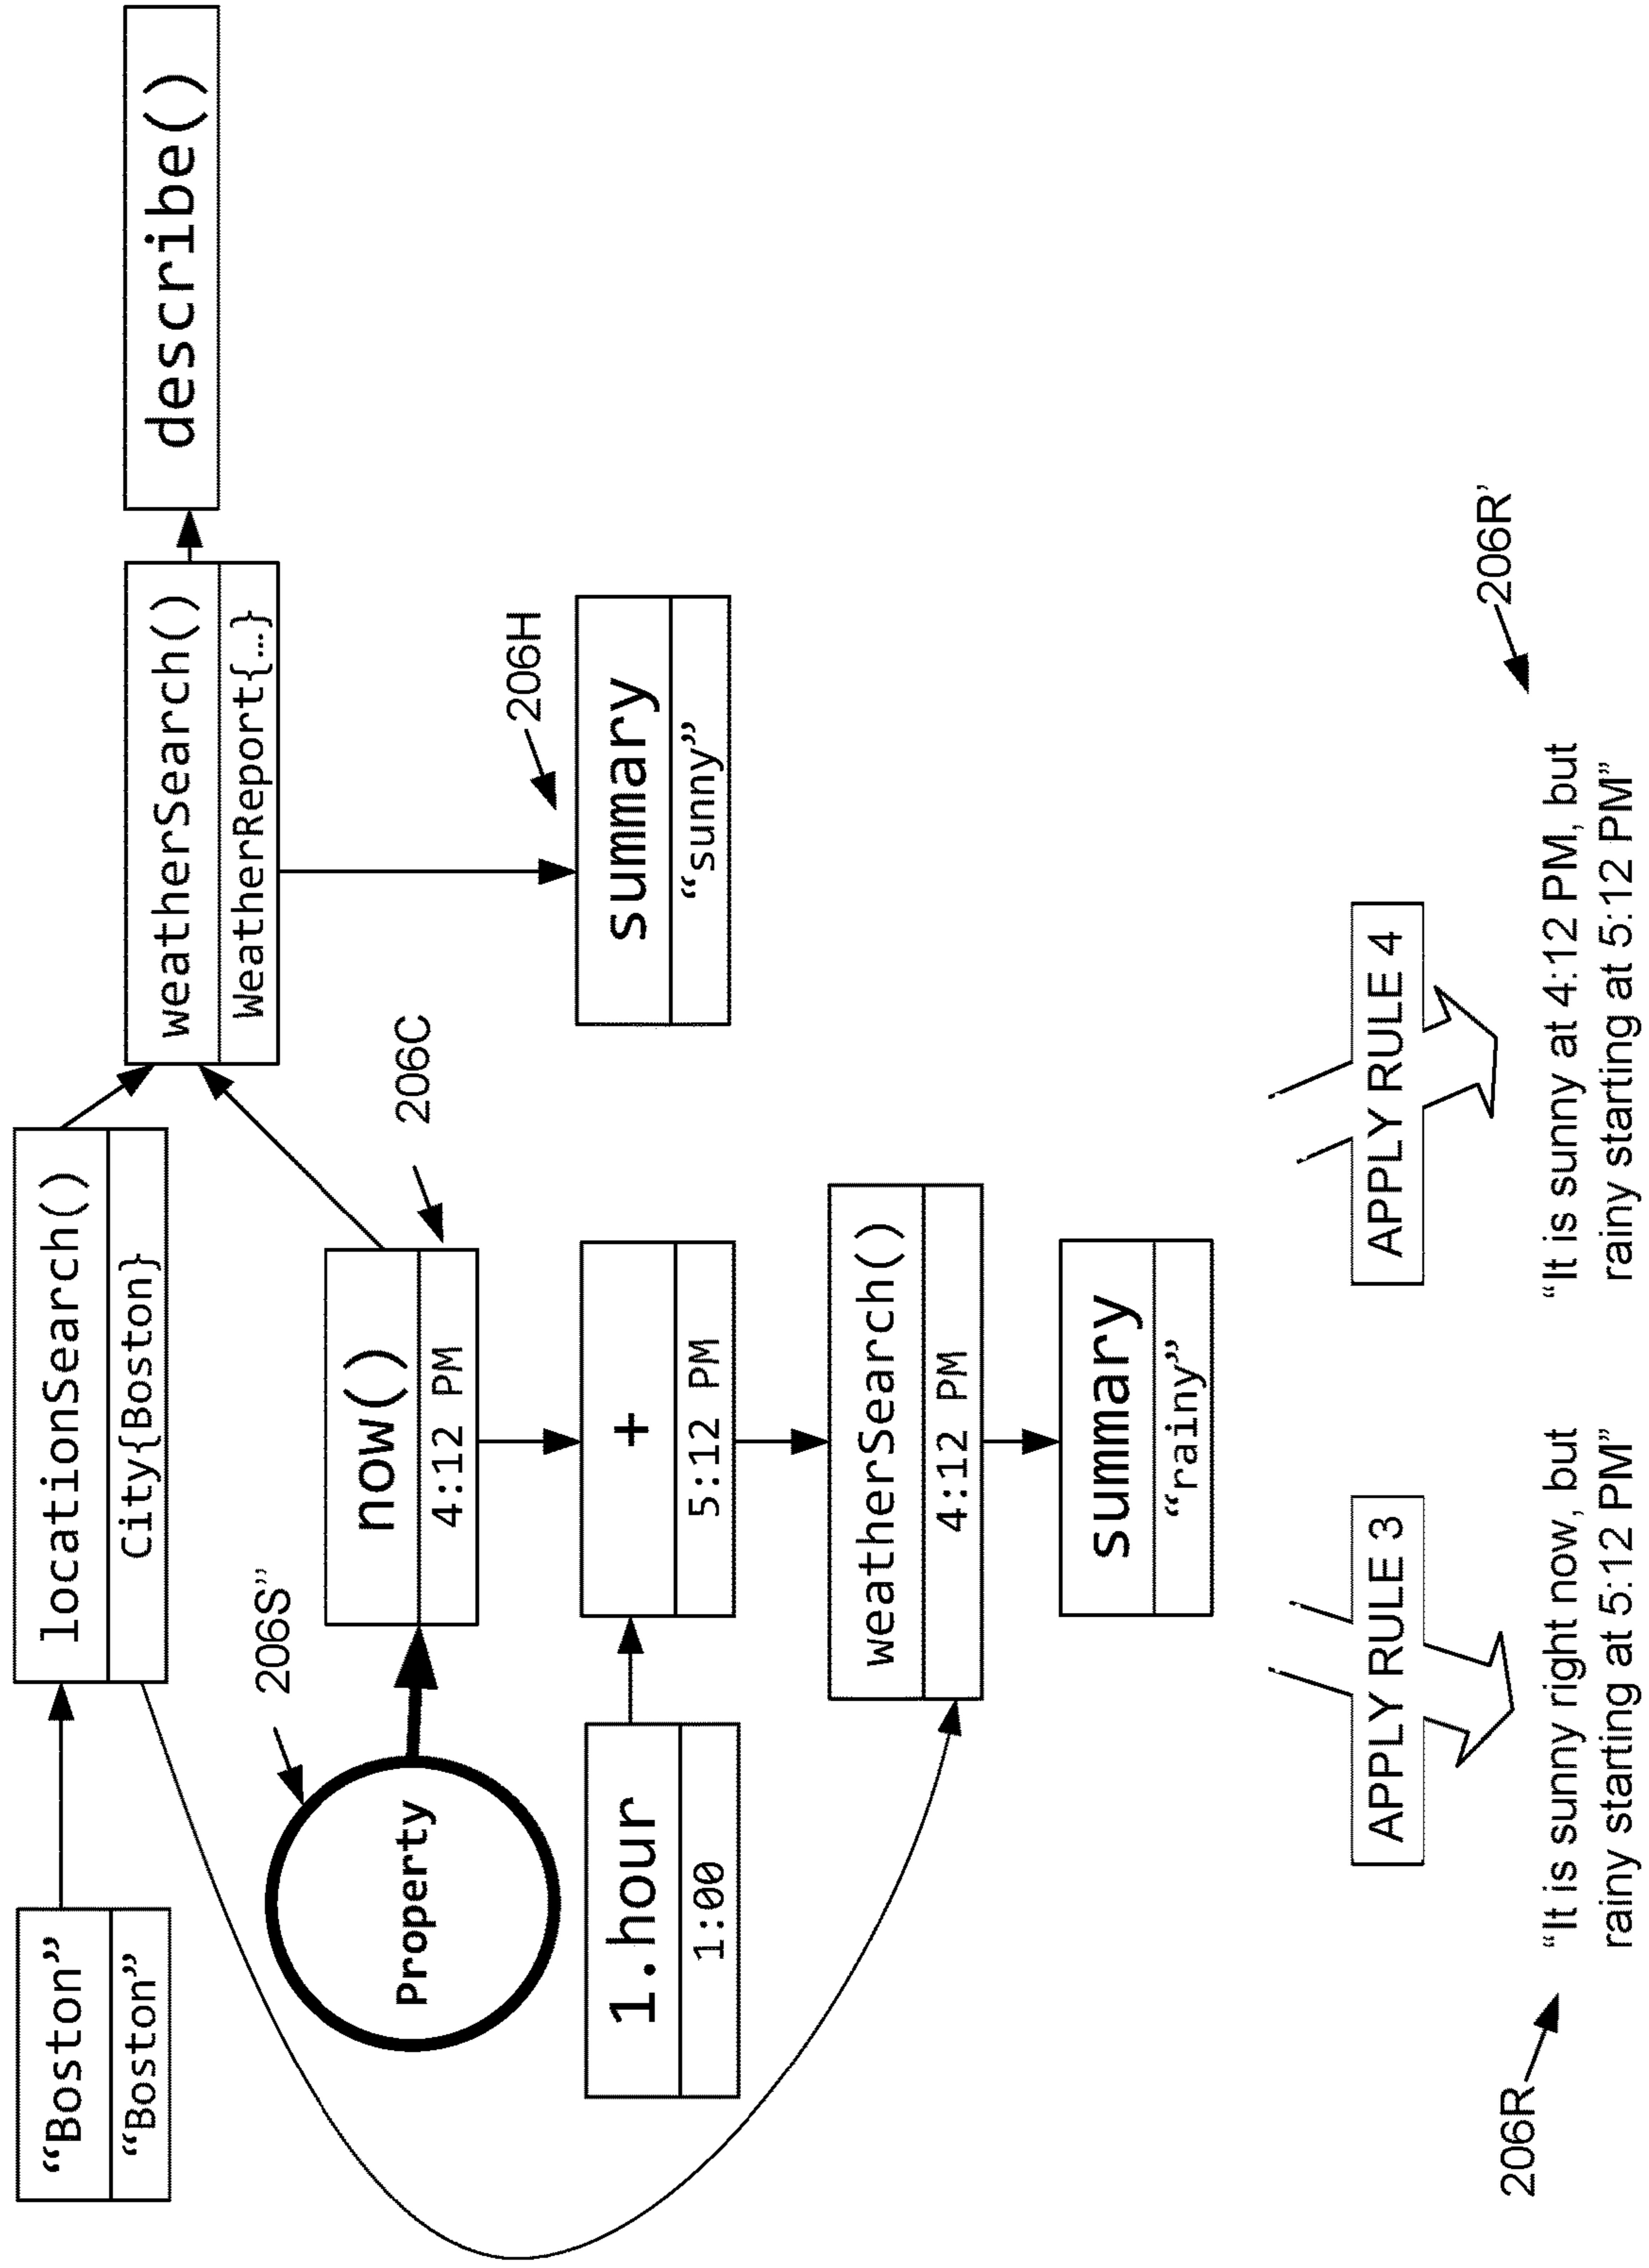 “Boston”
“Boston”
locationSearch()
City{Boston}
weatherSearch()
WeatherReport{…}
describe()
206S”
Property
now()
4:12 PM
206C
206H
summary
“sunny”
1.hour
1:00
+
5:12 PM
weatherSearch()
4:12 PM
summary
“rainy”
APPLY RULE 3
APPLY RULE 4
206R
“It is sunny right now, but
rainy starting at 5:12 PM”
206R’
“It is sunny at 4:12 PM, but
rainy starting at 5:12 PM”